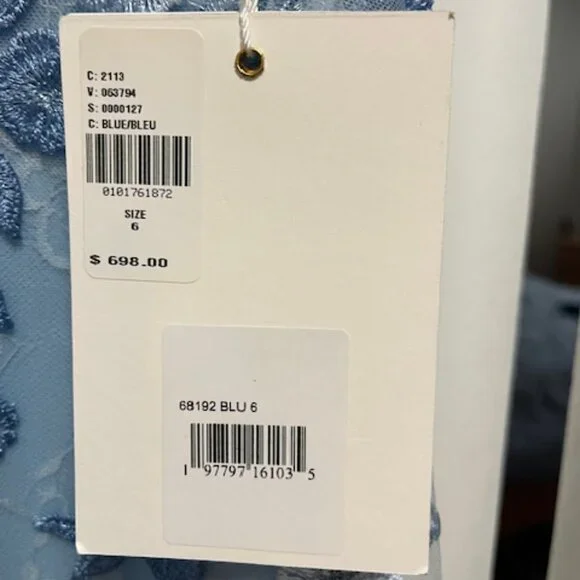 C: 2113
V: 063794
S: 0000127
C: BLUE/BLEU
0101761872
SIZE
6
$ 698.00
68192 BLU 6
1 97797 16103 5